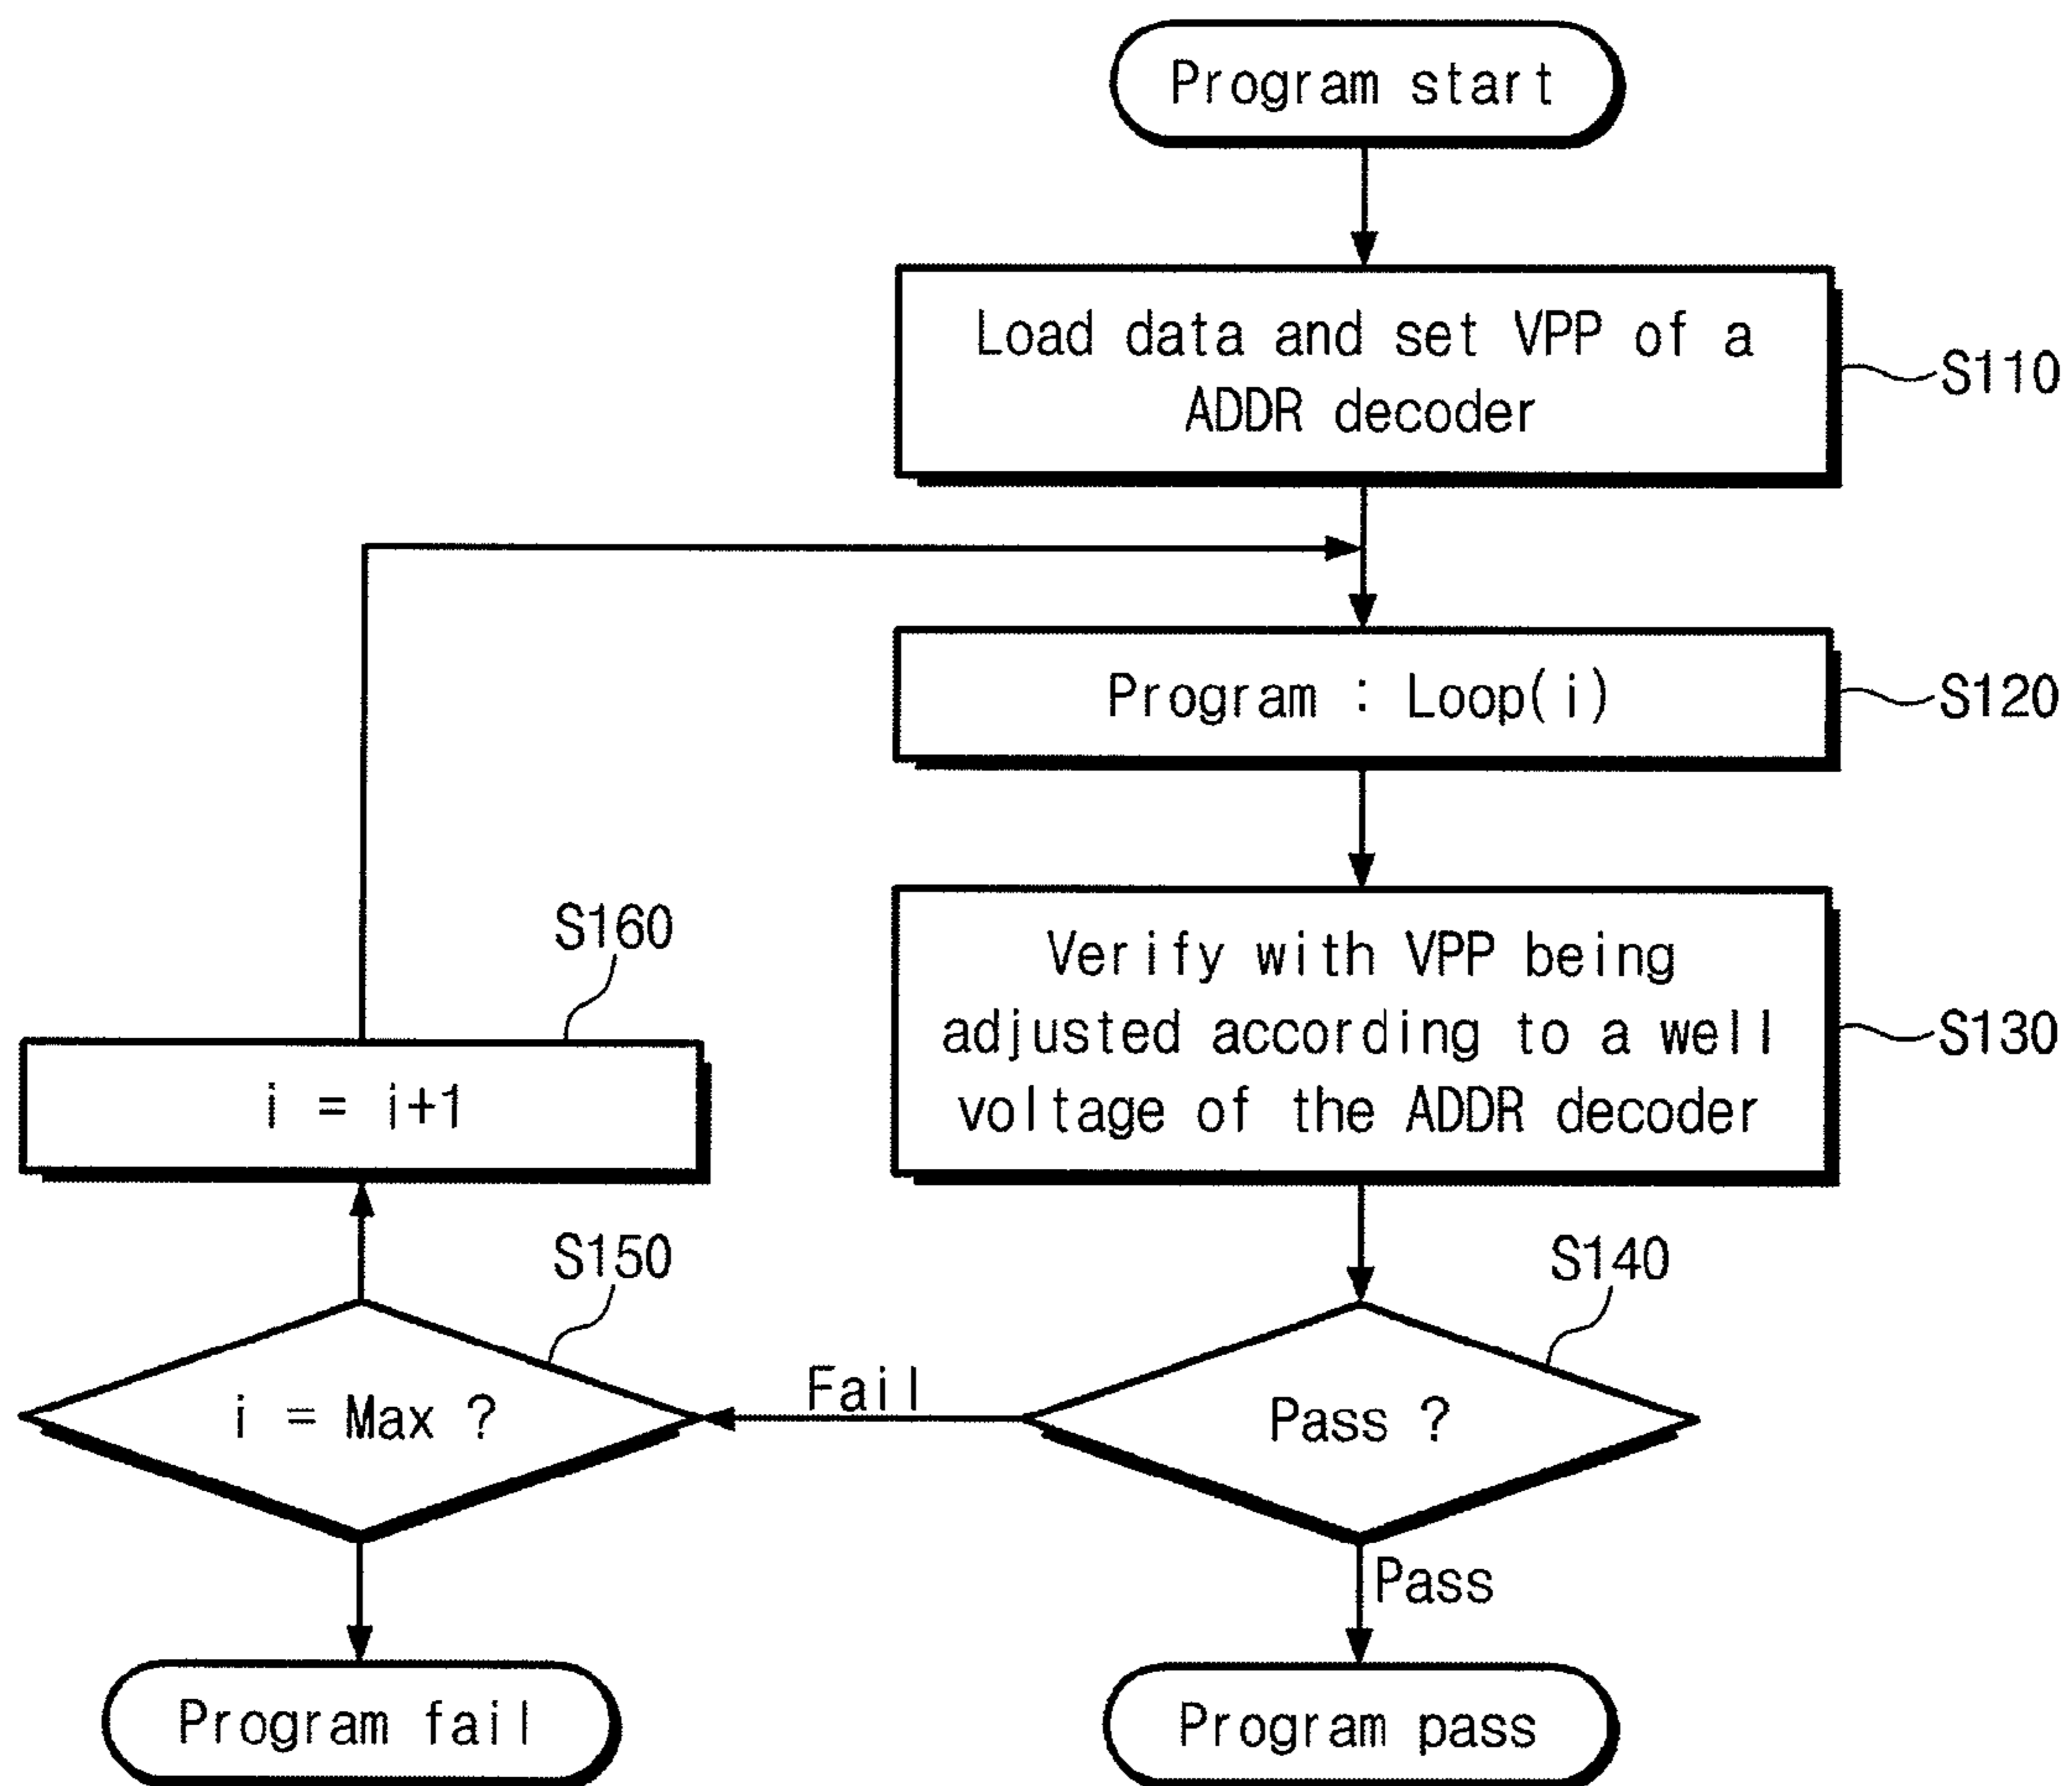 Program start
Load data and set VPP of a
ADDR decoder
S110
Program : Loop(i)
S120
Verify with VPP being
adjusted according to a well
voltage of the ADDR decoder
S130
S160
i = i+1
S150
i = Max ?
Fail
S140
Pass ?
Pass
Program fail
Program pass